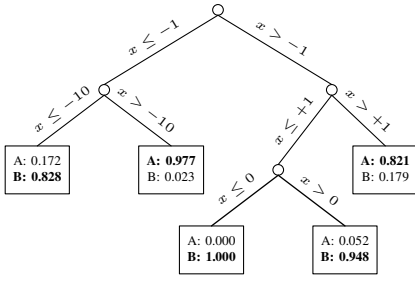 x ≤ −1
x > −1
x ≤ −10
x > −10
x ≤ +1
x > +1
A: 0.172
B: 0.828
A: 0.977
B: 0.023
A: 0.821
B: 0.179
x ≤ 0
x > 0
A: 0.000
B: 1.000
A: 0.052
B: 0.948